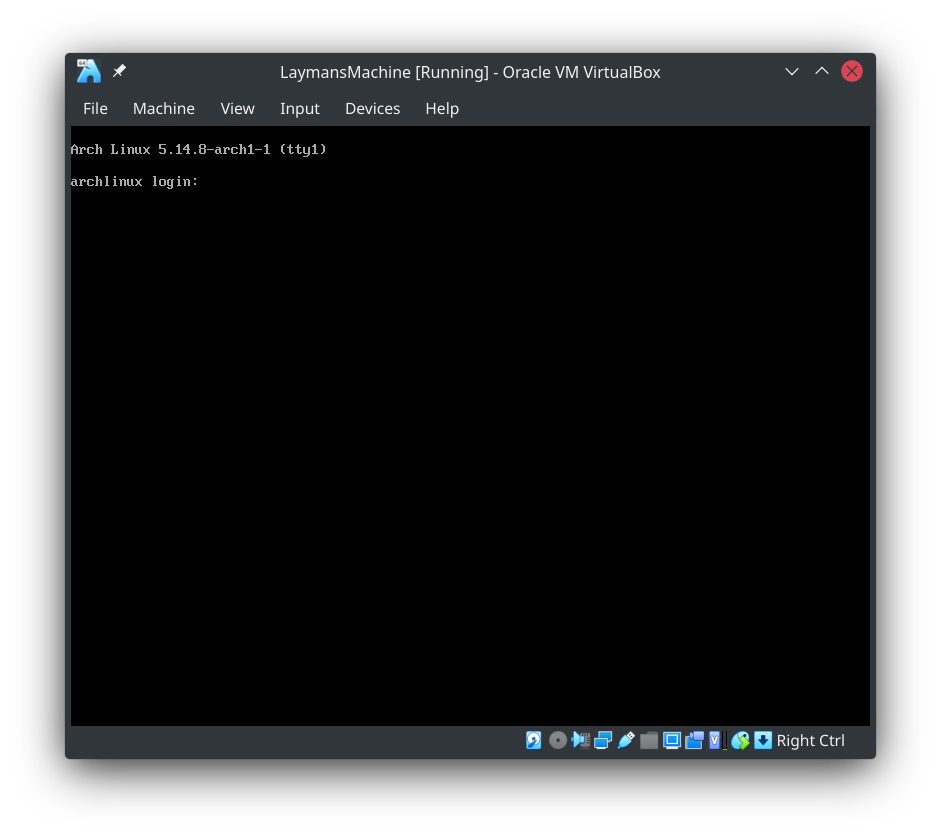 LaymansMachine [Running] - Oracle VM VirtualBox
File Machine View Input Devices Help
Arch Linux 5.14.8-arch1-1 (tty1)
archlinux login:
Right Ctrl